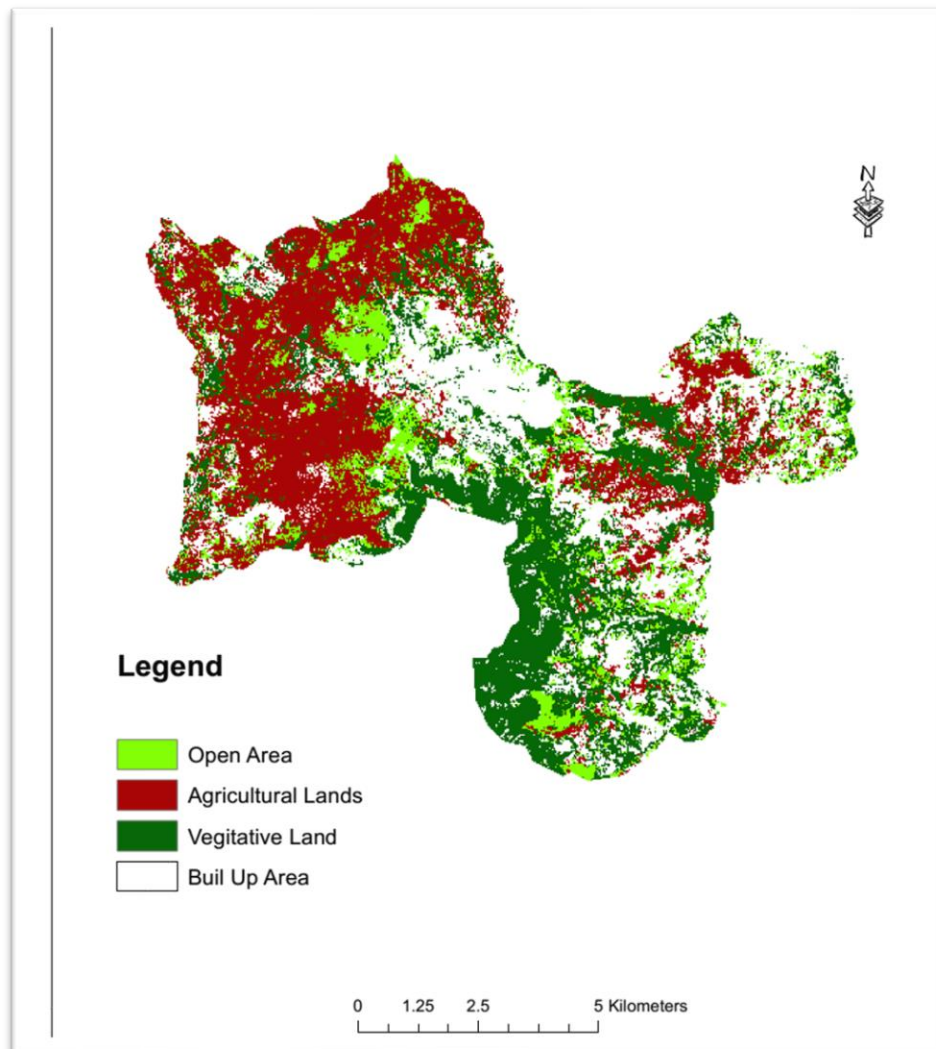 N
Legend
Open Area
Agricultural Lands
Vegitative Land
Buil Up Area
0 1.25 2.5 5 Kilometers